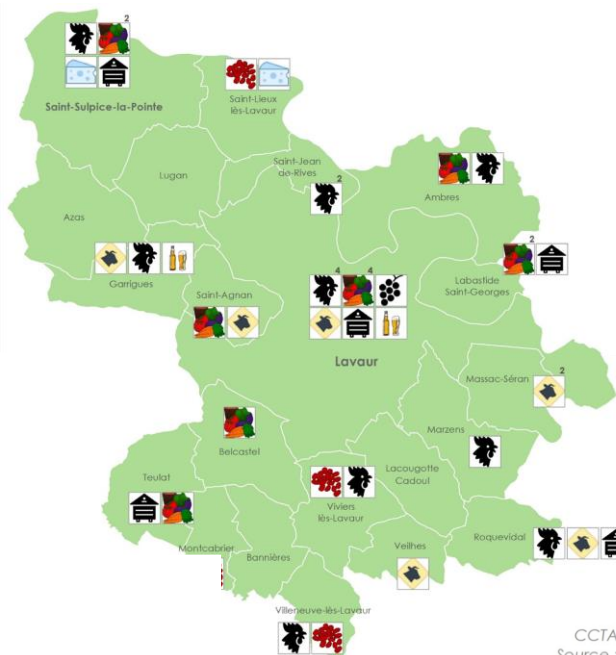 2
Saint-Sulpice-la-Pointe
Saint-Lieux
lès-Lavaur
Saint-Jean
de-Rives
2
Lugan
Ambres
Azas
Garrigues
Saint-Agnan
4
4
2
Labastide
Saint-Georges
Lavaur
Massac-Séran
2
Marzens
Belcastel
Lacougotte
Cadoul
Teulat
Viviers
lès-Lavaur
Montcabrier
Bannières
Veilhes
Roquevidal
Villeneuve-lès-Lavaur
CCTA
Source